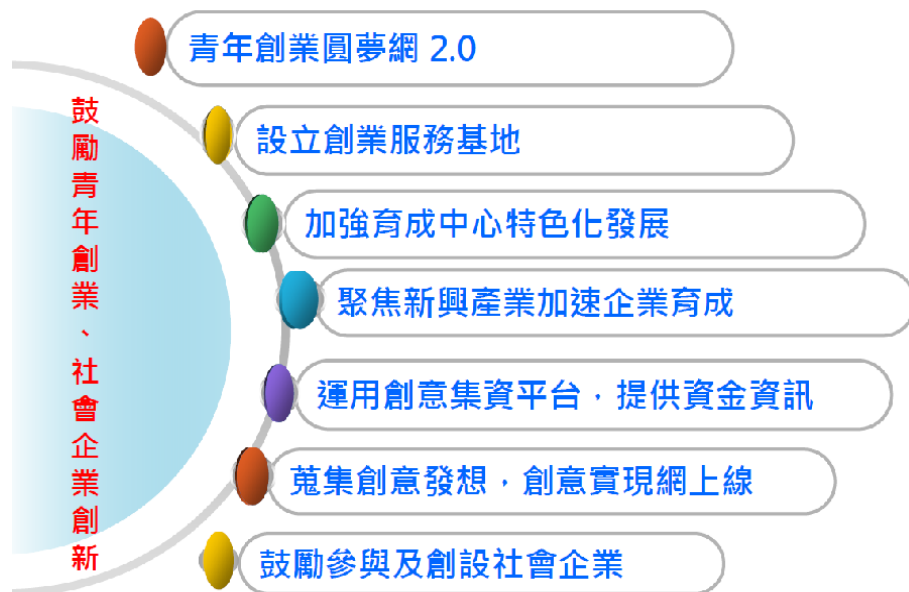 鼓勵青年創業、社會企業創新
青年創業圓夢網 2.0
設立創業服務基地
加強育成中心特色化發展
聚焦新興產業加速企業育成
運用創意集資平台，提供資金資訊
蒐集創意發想，創意實現網上線
鼓勵參與及創設社會企業